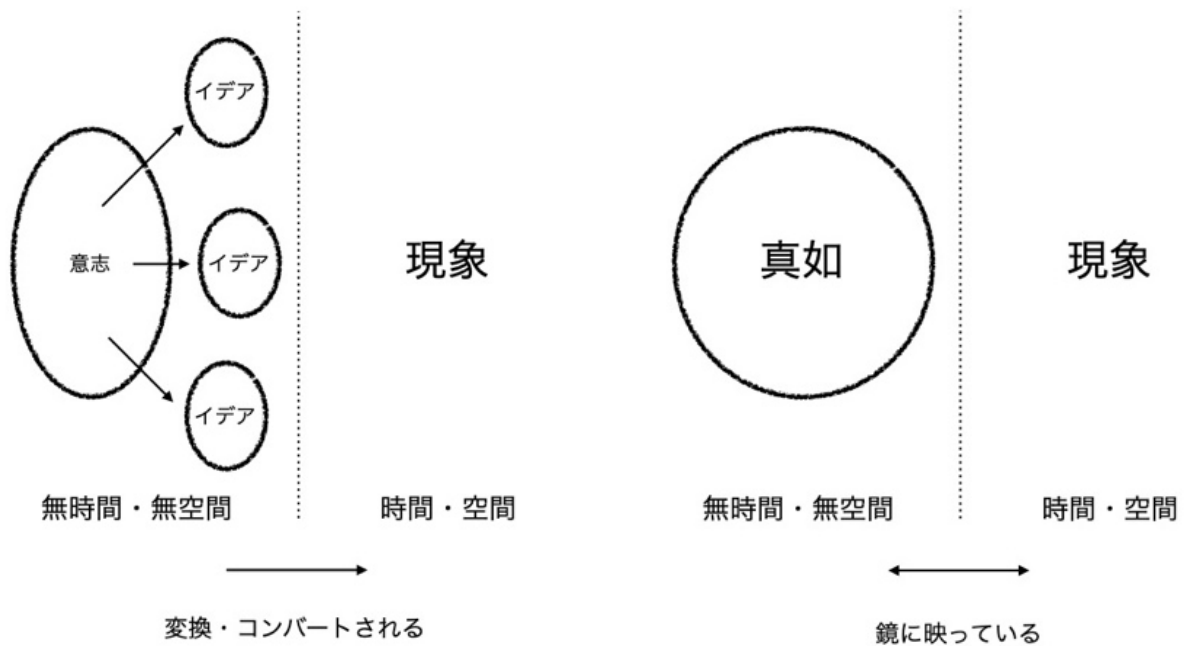 イデア
意志
イデア
現象
イデア
無時間・無空間
時間・空間
変換・コンバートされる
真如
現象
無時間・無空間
時間・空間
鏡に映っている